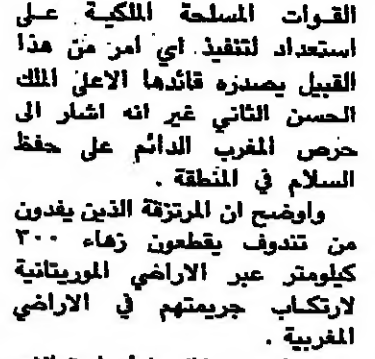 القوات المسلحة الملكية على
استعداد لتنفيذ اي امر من هذا
القبيل يصدره قائدها الاعلى الملك
الحسن الثاني غير انه اشار الى
حرص المغرب الدائم على حفظ
السلام في المنطقة .
واوضح ان المرتزقة الذين يفدون
من تندوف يقطعون زهاء ٣٠٠
كيلومتر عبر الاراضي الموريتانية
لارتكاب جريمتهم في الاراضي
المغربية .